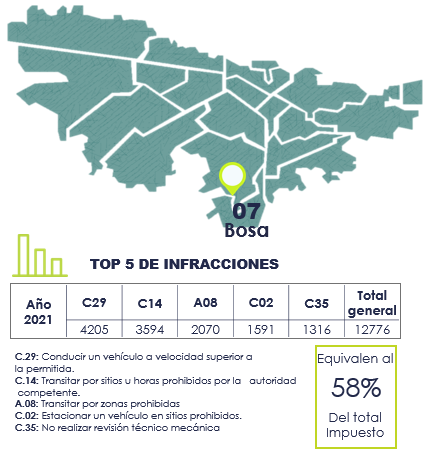 07
Bosa
TOP 5 DE INFRACCIONES
Año 2021 C29 C14 A08 C02 C35 Total general
4205 3594 2070 1591 1316 12776
C.29: Conducir un vehículo a velocidad superior a
la permitida.
C.14: Transitar por sitios u horas prohibidos por la autoridad
competente.
A.08: Transitar por zonas prohibidas
C.02: Estacionar un vehículo en sitios prohibidos.
C.35: No realizar revisión técnico mecánica
Equivalen al
58%
Del total
Impuesto